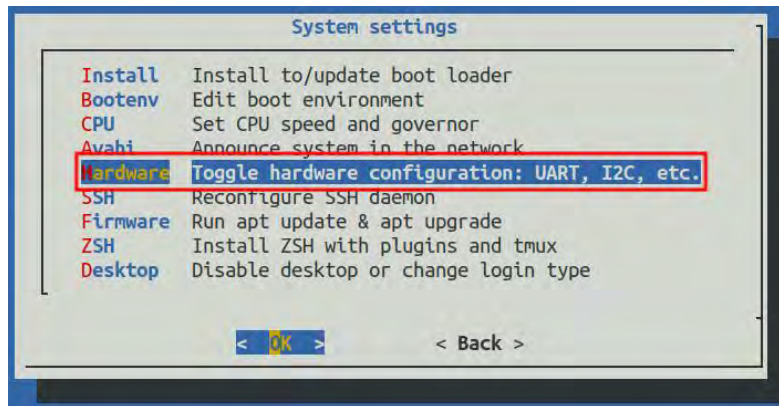 System settings
Install Install to/update boot loader
Bootenv Edit boot environment
CPU Set CPU speed and governor
Avahi Announce system in the network
Hardware Toggle hardware configuration: UART, I2C, etc.
SSH Reconfigure SSH daemon
Firmware Run apt update & apt upgrade
ZSH Install ZSH with plugins and tmux
Desktop Disable desktop or change login type
< OK > < Back >